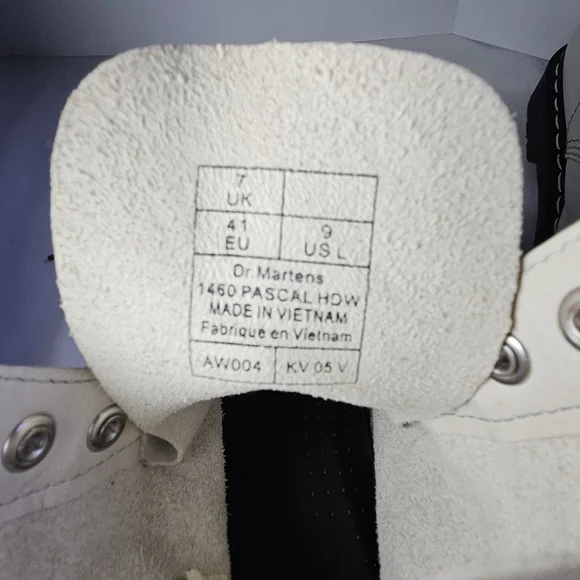 7
UK
41
EU
9
US L
Dr Martens
1460 PASCAL HDW
MADE IN VIETNAM
Fabrique en Vietnam
AW004 KV 05 V